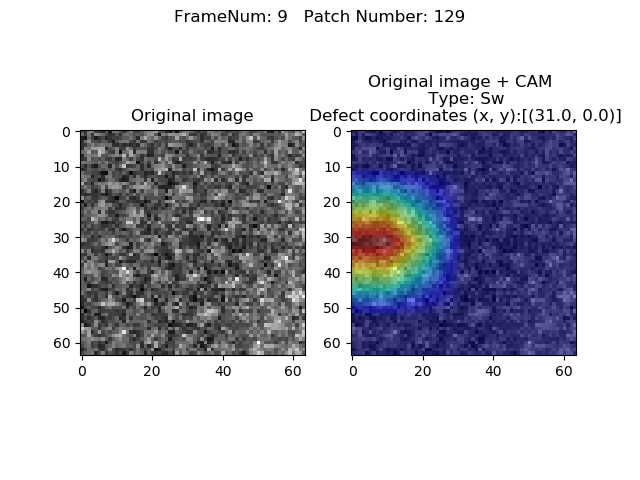 FrameNum: 9   Patch Number: 129
Original image
0
10
20
30
40
50
60
0 20 40 60
Original image + CAM
Type: Sw
Defect coordinates (x, y):[(31.0, 0.0)]
0
10
20
30
40
50
60
0 20 40 60